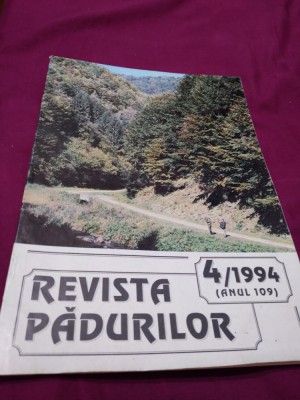 4/1994
(ANUL 109)
REVISTA
PĂDURILOR